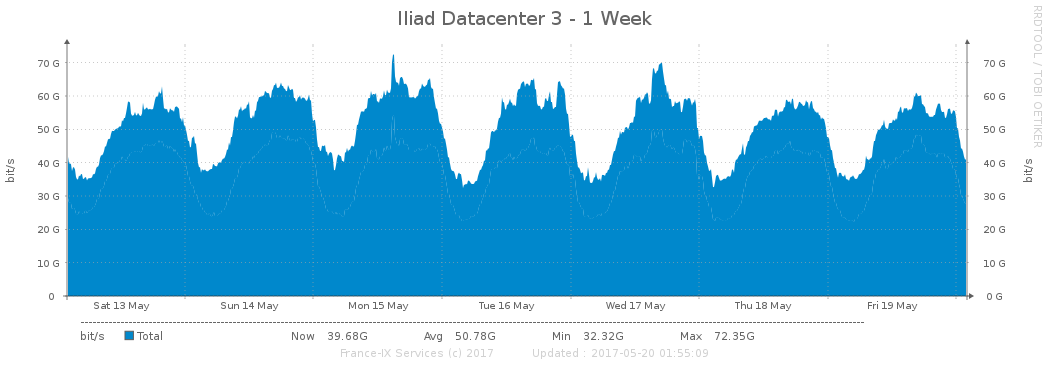 Iliad Datacenter 3 - 1 Week
RRDTOOL / TOBI OETIKER
bit/s
bit/s
70 G 70 G
60 G 60 G
50 G 50 G
40 G 40 G
30 G 30 G
20 G 20 G
10 G 10 G
0 0 G
Sat 13 May Sun 14 May Mon 15 May Tue 16 May Wed 17 May Thu 18 May Fri 19 May
bit/s Total Now 39.68G Avg 50.78G Min 32.32G Max 72.35G
France-IX Services (c) 2017 Updated : 2017-05-20 01:55:09